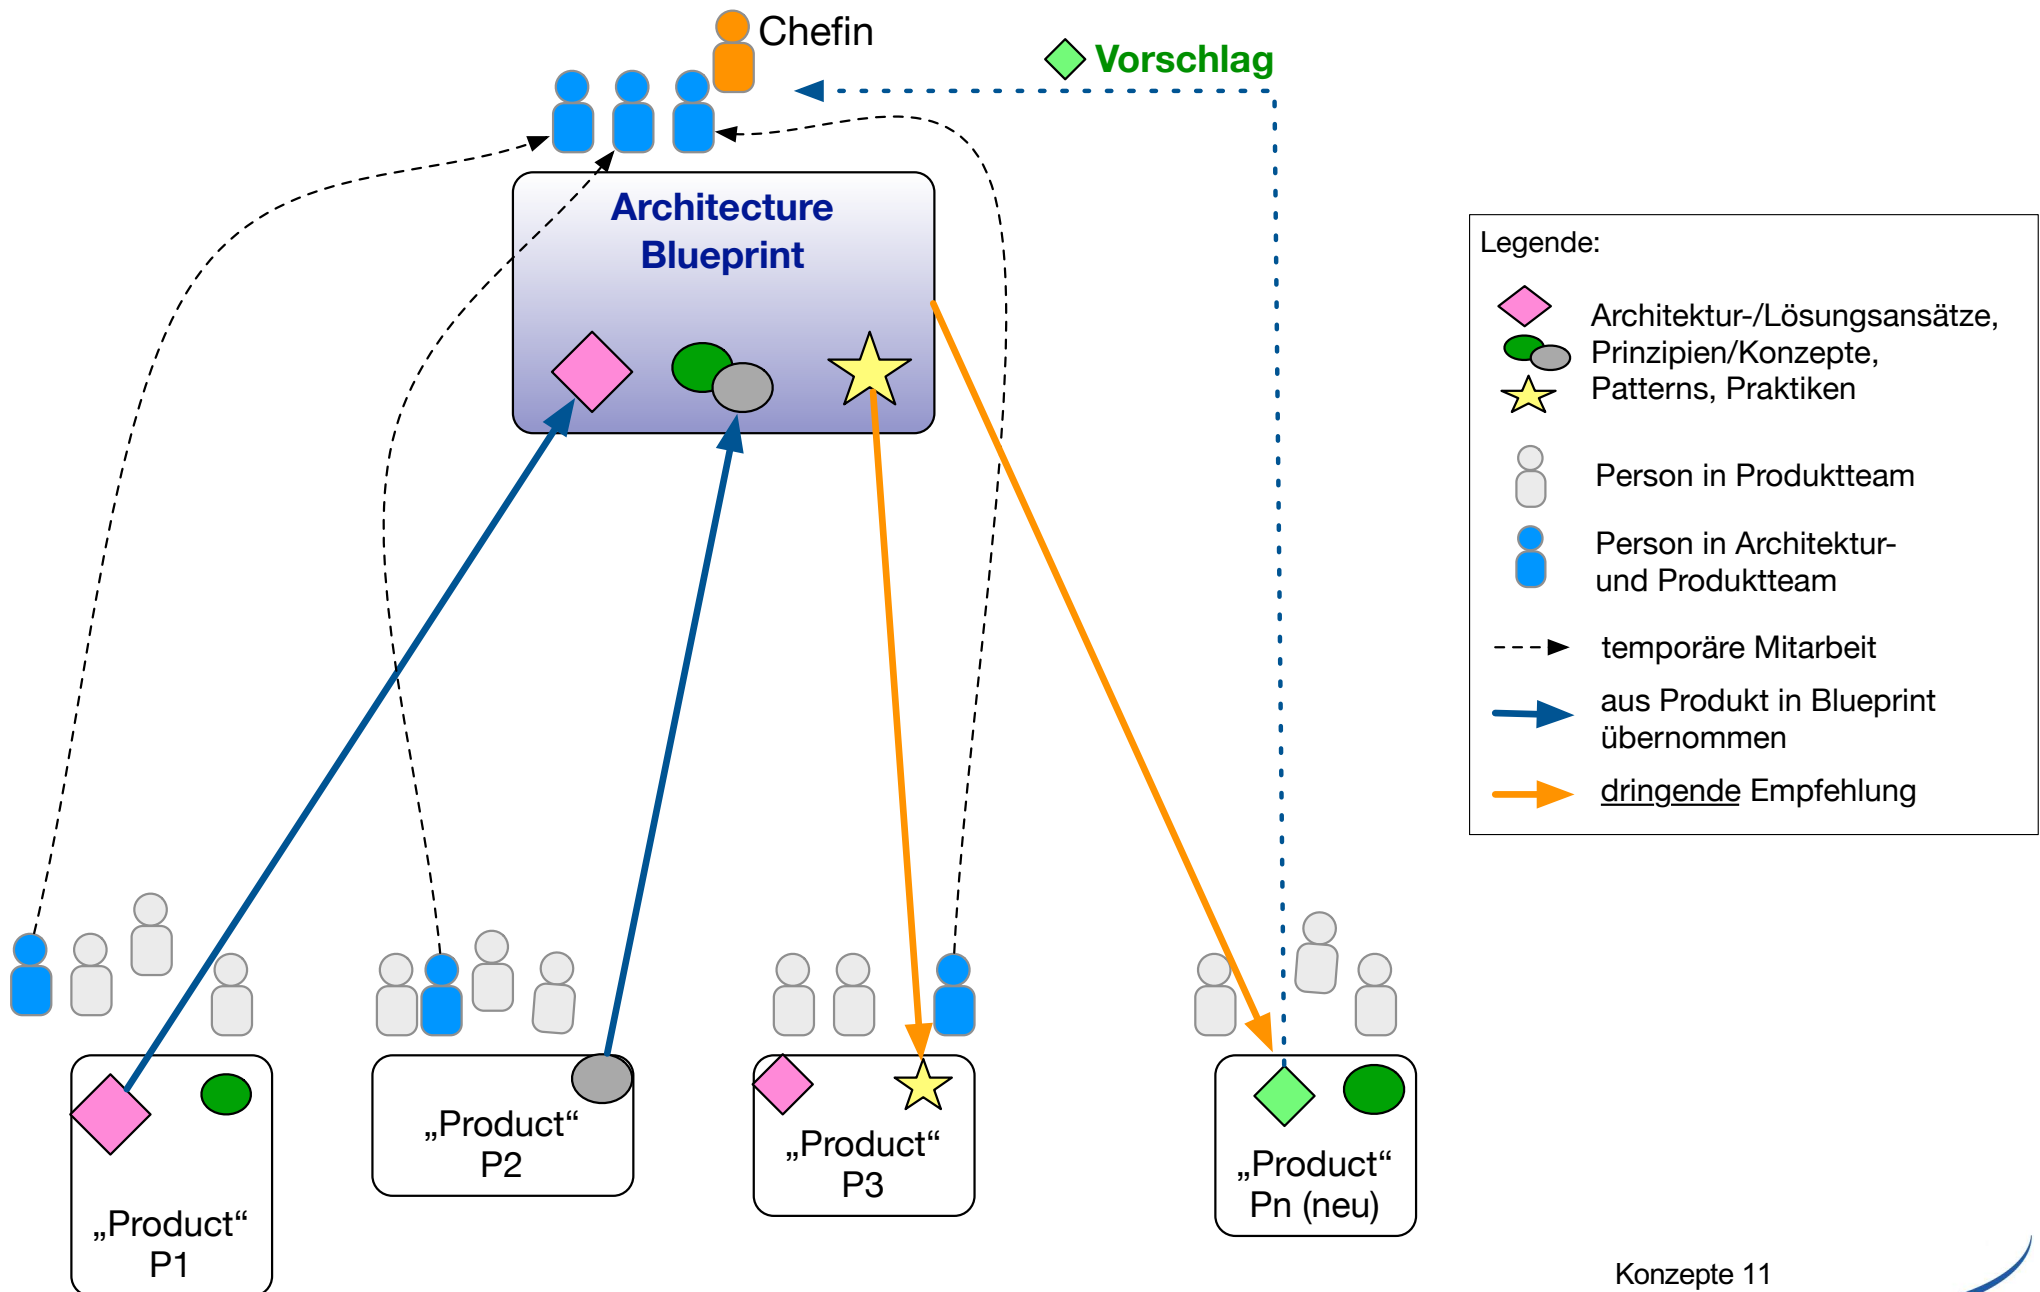 Chefin
Vorschlag
Architecture
Blueprint
Legende:
Architektur-/Lösungsansätze,
Prinzipien/Konzepte,
Patterns, Praktiken
Person in Produktteam
Person in Architektur-
und Produktteam
temporäre Mitarbeit
aus Produkt in Blueprint
übernommen
dringende Empfehlung
„Product“
P1
„Product“
P2
„Product“
P3
„Product“
Pn (neu)
Konzepte 11